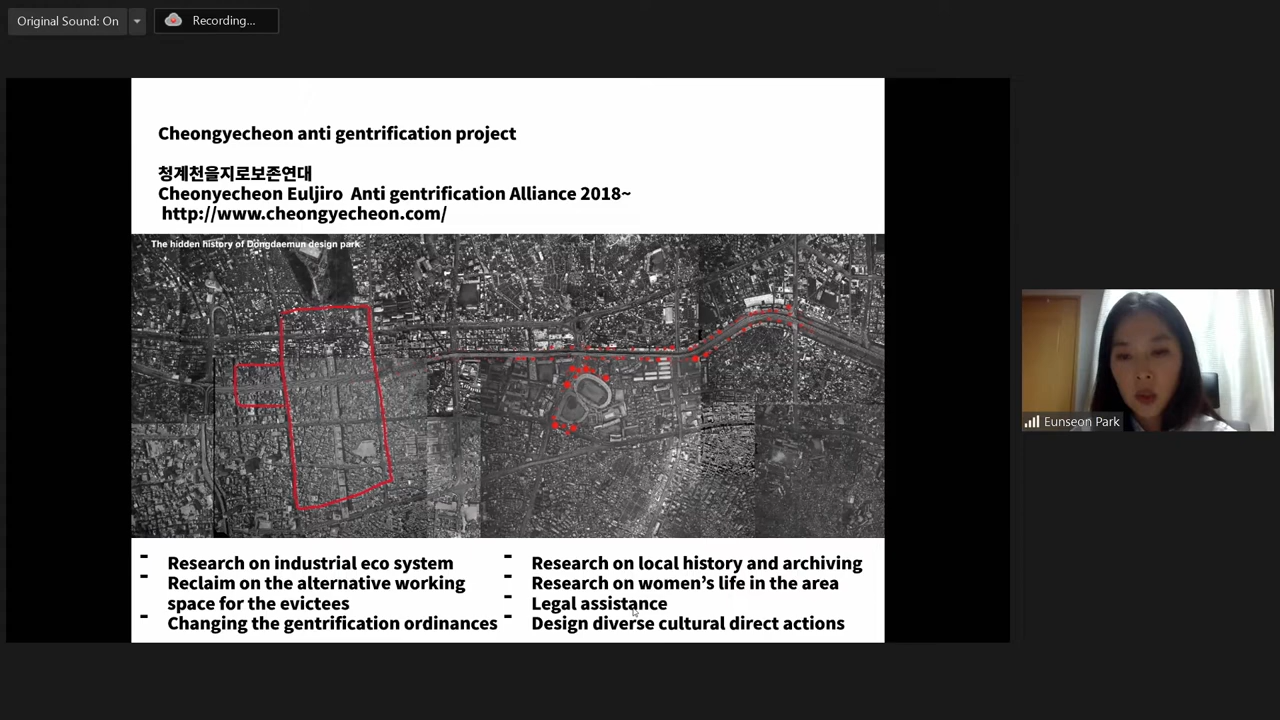 Original Sound: On
Recording...
Cheongyecheon anti gentrification project
청계천을지로보존연대
Cheonyecheon Euljiro Anti gentrification Alliance 2018~
http://www.cheongyecheon.com/
The hidden history of Dongdaemun design park
- Research on industrial eco system
- Reclaim on the alternative working
space for the evictees
- Changing the gentrification ordinances
- Research on local history and archiving
- Research on women's life in the area
- Legal assistance
- Design diverse cultural direct actions
Eunseon Park